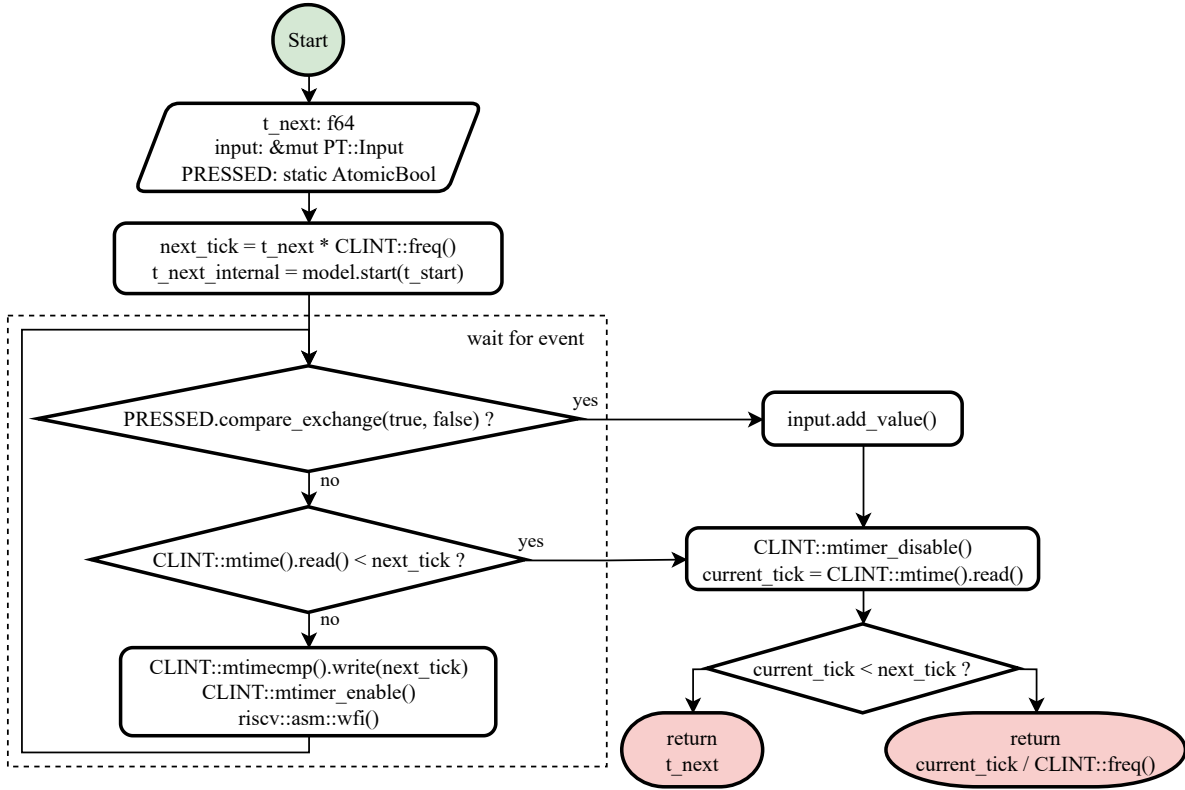 Start
t_next: f64
input: &mut PT::Input
PRESSED: static AtomicBool
next_tick = t_next * CLINT::freq()
t_next_internal = model.start(t_start)
wait for event
PRESSED.compare_exchange(true, false) ?
yes
input.add_value()
no
CLINT::mtime().read() < next_tick ?
yes
CLINT::mtimer_disable()
current_tick = CLINT::mtime().read()
no
CLINT::mtimecmp().write(next_tick)
CLINT::mtimer_enable()
riscv::asm::wfi()
current_tick < next_tick ?
return
t_next
return
current_tick / CLINT::freq()